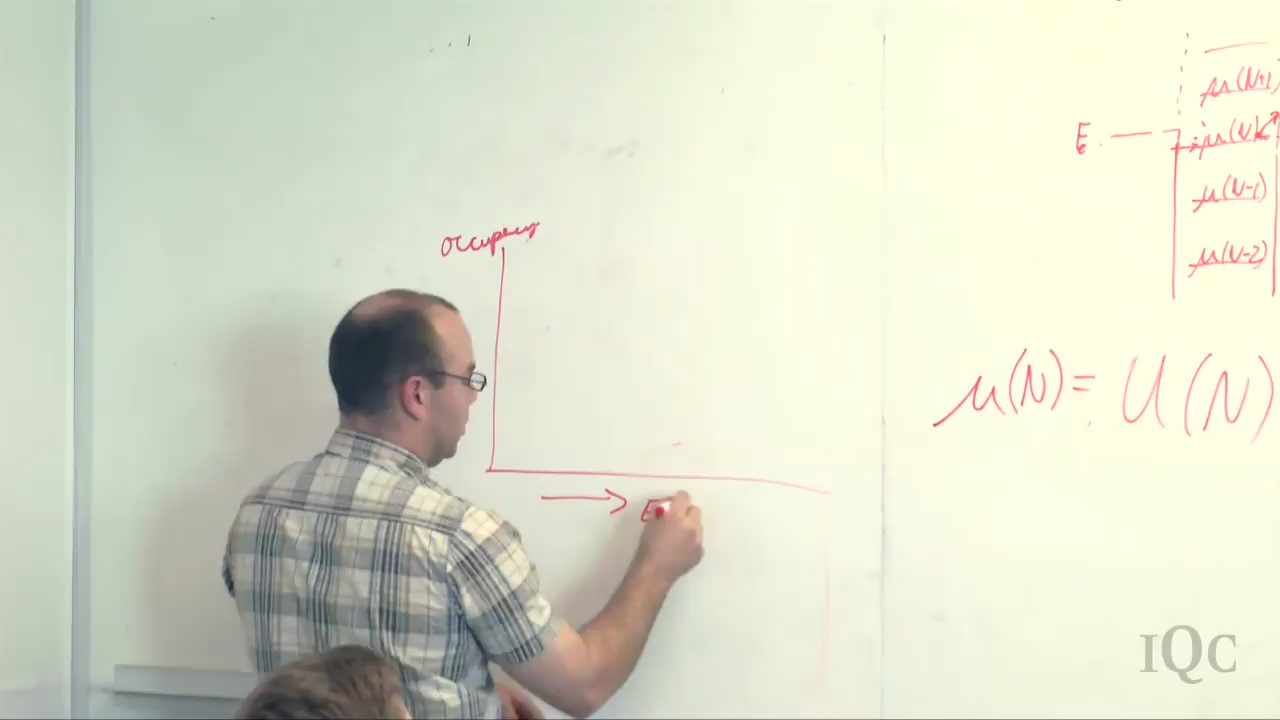 Occupancy
E
μ(N+1)
E
μ(N)
μ(N-1)
μ(N-2)
μ(N) = U(N)
IQC